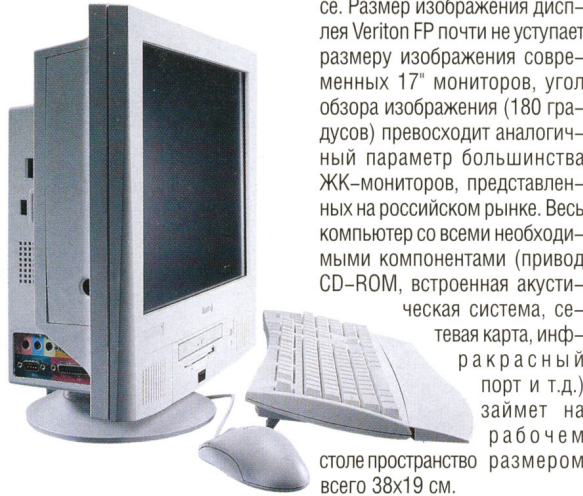 се. Размер изображения дисп-
лея Veriton FP почти не уступает
размеру изображения совре-
менных 17" мониторов, угол
обзора изображения (180 гра-
дусов) превосходит аналогич-
ный параметр большинства
ЖК-мониторов, представлен-
ных на российском рынке. Весь
компьютер со всеми необходи-
мыми компонентами (привод
CD-ROM, встроенная акусти-
ческая система, се-
тевая карта, инф-
ракрасный
порт и т.д.)
займет на
рабочем
столе пространство размером
всего 38x19 см.